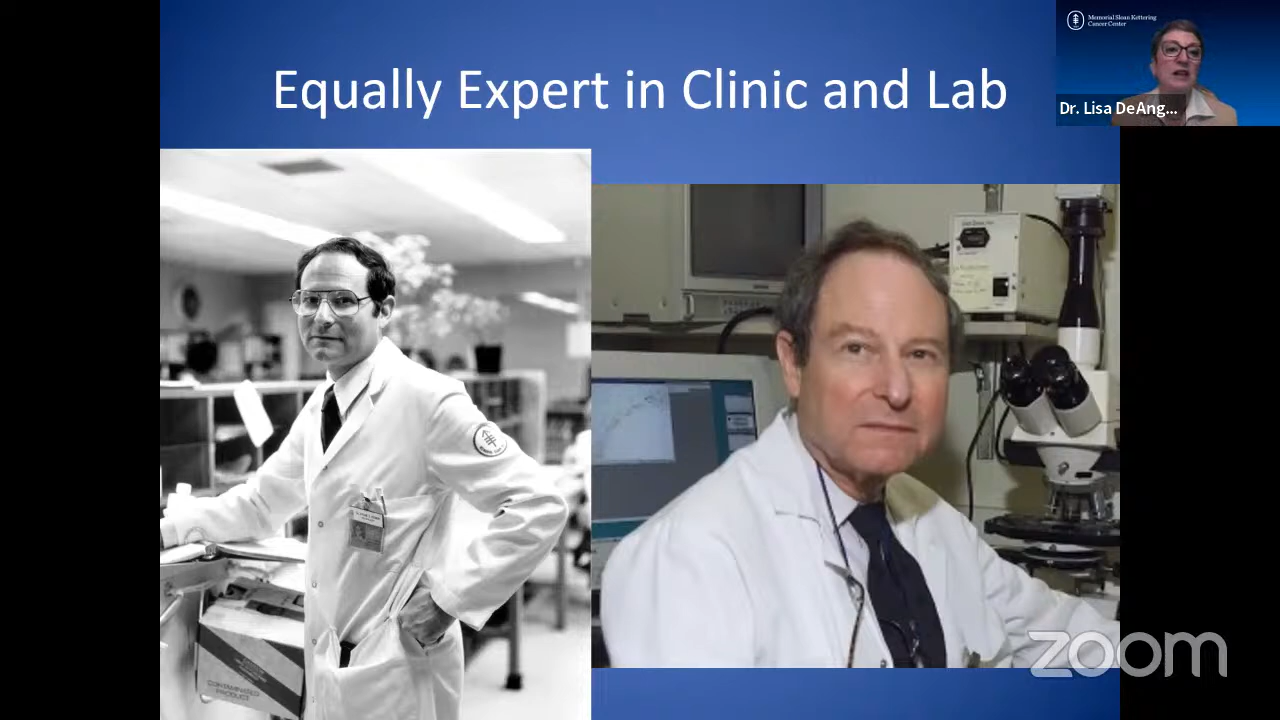 Memorial Sloan Kettering
Cancer Center
Equally Expert in Clinic and Lab
Dr. Lisa DeAng...
CONTAMINATED
PRODUCT
zoom